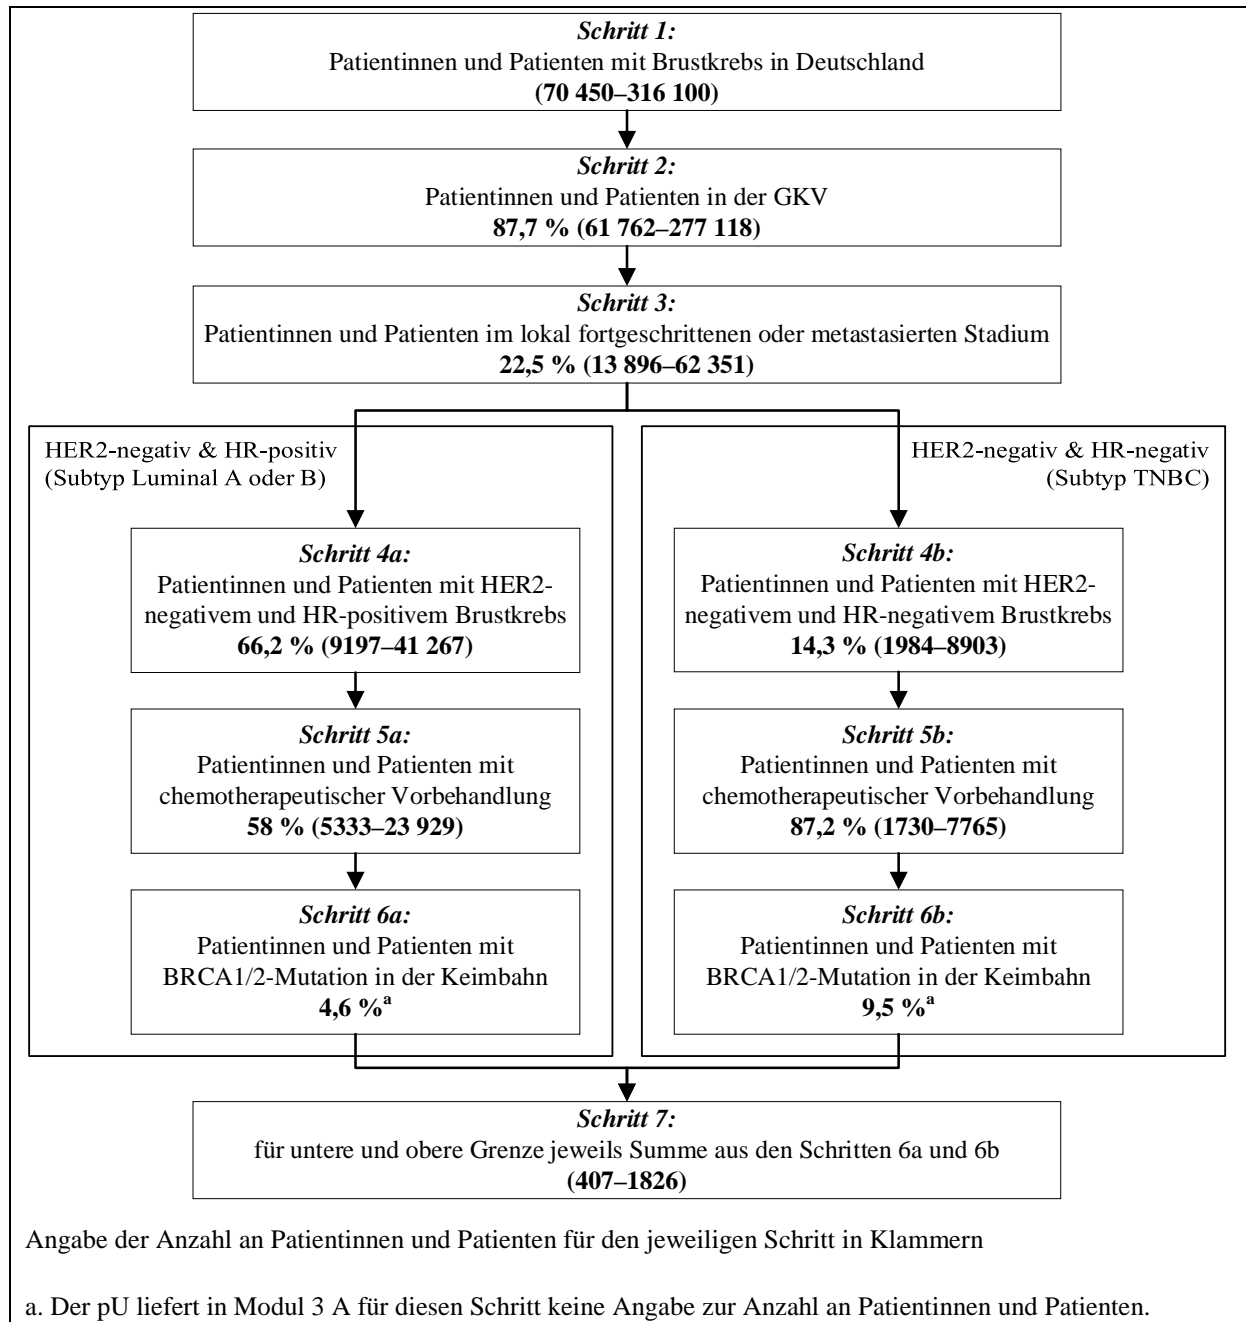 Schritt 1:
Patientinnen und Patienten mit Brustkrebs in Deutschland
(70 450–316 100)
Schritt 2:
Patientinnen und Patienten in der GKV
87,7 % (61 762–277 118)
Schritt 3:
Patientinnen und Patienten im lokal fortgeschrittenen oder metastasierten Stadium
22,5 % (13 896–62 351)
HER2-negativ & HR-positiv
(Subtyp Luminal A oder B)
Schritt 4a:
Patientinnen und Patienten mit HER2-
negativem und HR-positivem Brustkrebs
66,2 % (9197–41 267)
Schritt 5a:
Patientinnen und Patienten mit
chemotherapeutischer Vorbehandlung
58 % (5333–23 929)
Schritt 6a:
Patientinnen und Patienten mit
BRCA1/2-Mutation in der Keimbahn
4,6 %a
HER2-negativ & HR-negativ
(Subtyp TNBC)
Schritt 4b:
Patientinnen und Patienten mit HER2-
negativem und HR-negativem Brustkrebs
14,3 % (1984–8903)
Schritt 5b:
Patientinnen und Patienten mit
chemotherapeutischer Vorbehandlung
87,2 % (1730–7765)
Schritt 6b:
Patientinnen und Patienten mit
BRCA1/2-Mutation in der Keimbahn
9,5 %a
Schritt 7:
für untere und obere Grenze jeweils Summe aus den Schritten 6a und 6b
(407–1826)
Angabe der Anzahl an Patientinnen und Patienten für den jeweiligen Schritt in Klammern
a. Der pU liefert in Modul 3 A für diesen Schritt keine Angabe zur Anzahl an Patientinnen und Patienten.